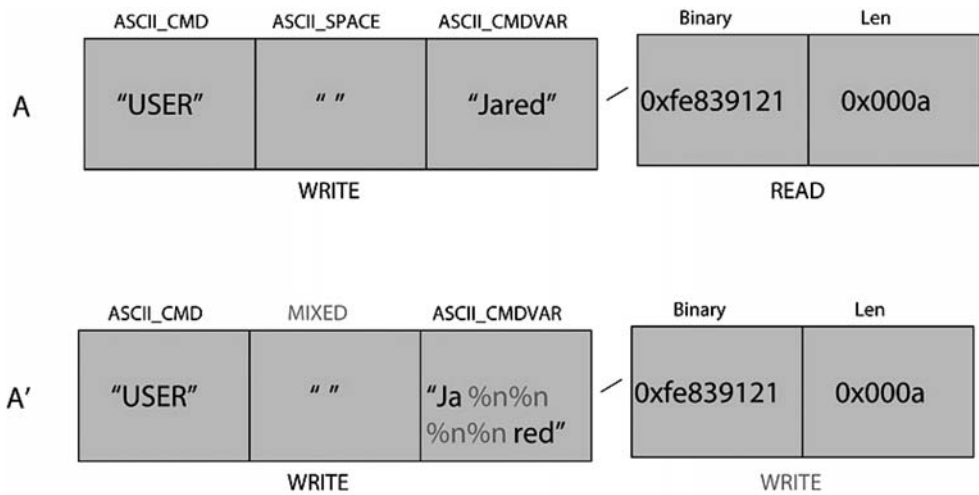 ASCII_CMD ASCII_SPACE ASCII_CMDVAR Binary Len
A “USER” “ ” “Jared” 0xfe839121 0x000a
WRITE READ
ASCII_CMD MIXED ASCII_CMDVAR Binary Len
A’ “USER” “ ” “Ja %n%n 0xfe839121 0x000a
%n%n red”
WRITE WRITE